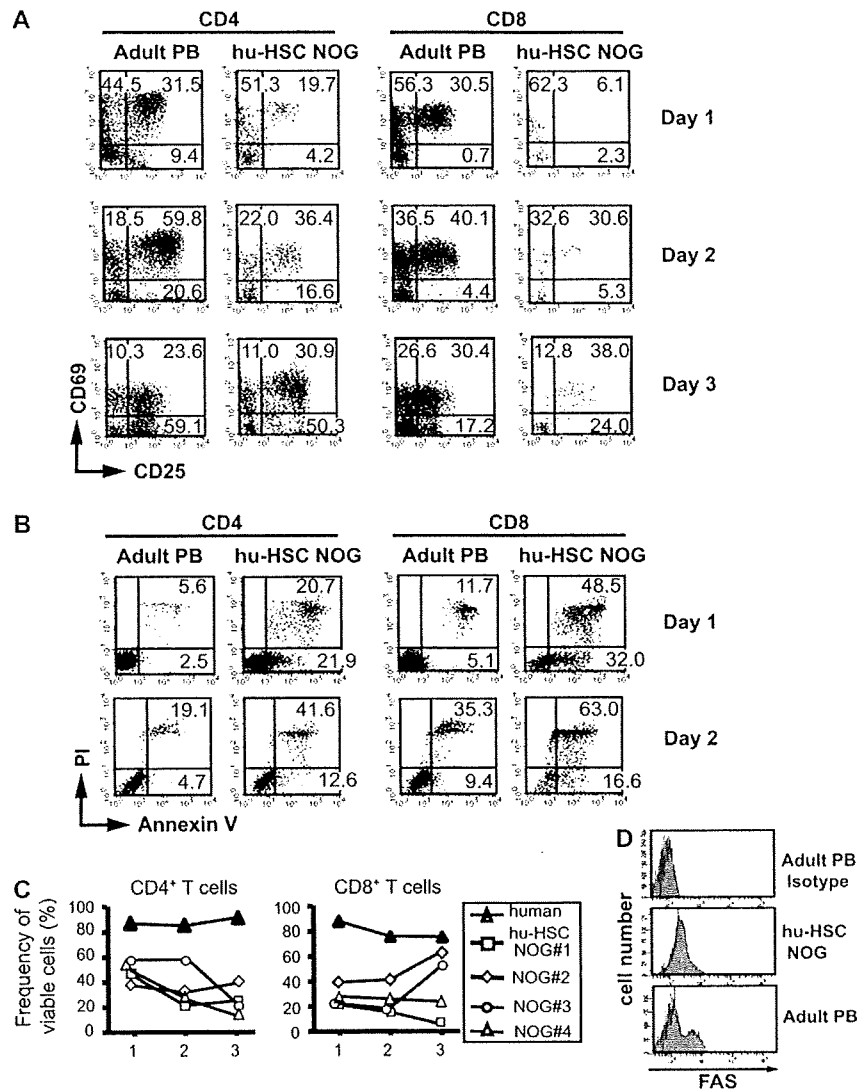 A
CD4 CD8
Adult PB hu-HSC NOG Adult PB hu-HSC NOG
44.5 31.5 51.3 19.7 56.3 30.5 62.3 6.1
Day 1
9.4 4.2 0.7 2.3
18.5 59.8 22.0 36.4 36.5 40.1 32.6 30.6
Day 2
20.6 16.6 4.4 5.3
10.3 23.6 11.0 30.9 26.6 30.4 12.8 38.0
Day 3
59.1 50.3 17.2 24.0
CD69
CD25
B
CD4 CD8
Adult PB hu-HSC NOG Adult PB hu-HSC NOG
5.6 20.7 11.7 48.5
Day 1
2.5 21.9 5.1 32.0
19.1 41.6 35.3 63.0
Day 2
4.7 12.6 9.4 16.6
PI
Annexin V
C
CD4+ T cells CD8+ T cells
Frequency of
viable cells (%)
100 100
80 80
60 60
40 40
20 20
0 0
1 2 3 1 2 3
human
hu-HSC
NOG#1
NOG#2
NOG#3
NOG#4
D
Adult PB
Isotype
hu-HSC
NOG
Adult PB
cell number
FAS